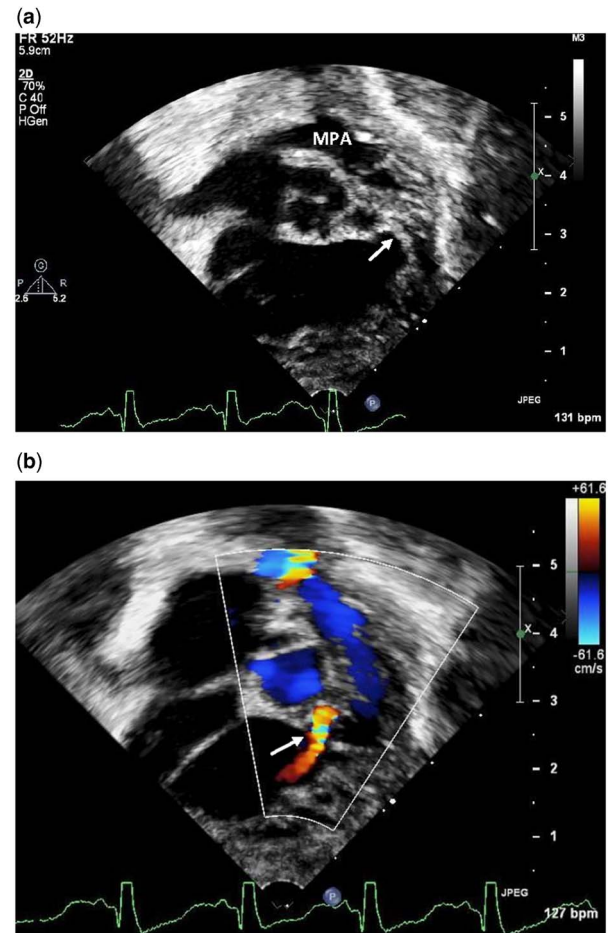 (a)
FR 52Hz
5.9cm
2D
70%
C 40
P Off
HGen
M3
MPA
5
x
4
3
2
1
G
P R
2.6 5.2
P
JPEG
131 bpm
(b)
+61.6
-61.6
cm/s
5
x
4
3
2
1
P
JPEG
127 bpm